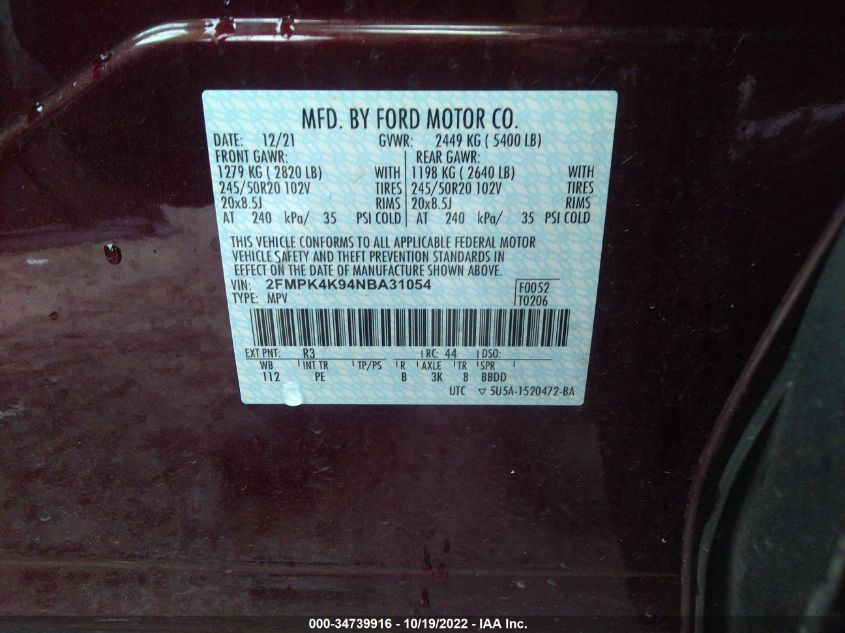 MFD. BY FORD MOTOR CO.
DATE: 12/21 GVWR: 2449 KG ( 5400 LB)
FRONT GAWR: REAR GAWR:
1279 KG ( 2820 LB) WITH 1198 KG ( 2640 LB) WITH
245/50R20 102V TIRES 245/50R20 102V TIRES
20x8.5J RIMS 20x8.5J RIMS
AT 240 kPa/ 35 PSI COLD AT 240 kPa/ 35 PSI COLD
THIS VEHICLE CONFORMS TO ALL APPLICABLE FEDERAL MOTOR
VEHICLE SAFETY AND THEFT PREVENTION STANDARDS IN
EFFECT ON THE DATE OF MANUFACTURE SHOWN ABOVE.
VIN: 2FMPK4K94NBA31054 F0052
TYPE: MPV T0206
EXT PNT: R3 RC: 44 DSO:
WB INT TR TP/PS R AXLE TR SPR
112 PE B 3K 8 BBDD
UTC ▽ 5U5A-1520472-BA
000-34739916 - 10/19/2022 - IAA Inc.